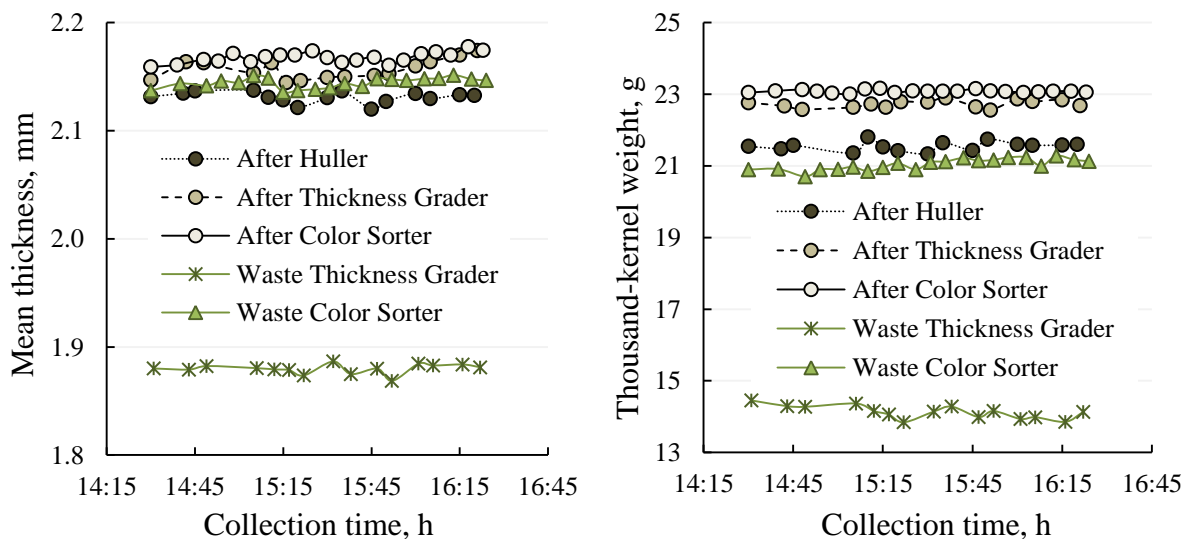 Mean thickness, mm
2.2
2.1
2.0
1.9
1.8
After Huller
After Thickness Grader
After Color Sorter
Waste Thickness Grader
Waste Color Sorter
14:15 14:45 15:15 15:45 16:15 16:45
Collection time, h
Thousand-kernel weight, g
25
23
21
19
17
15
13
After Huller
After Thickness Grader
After Color Sorter
Waste Thickness Grader
Waste Color Sorter
14:15 14:45 15:15 15:45 16:15 16:45
Collection time, h